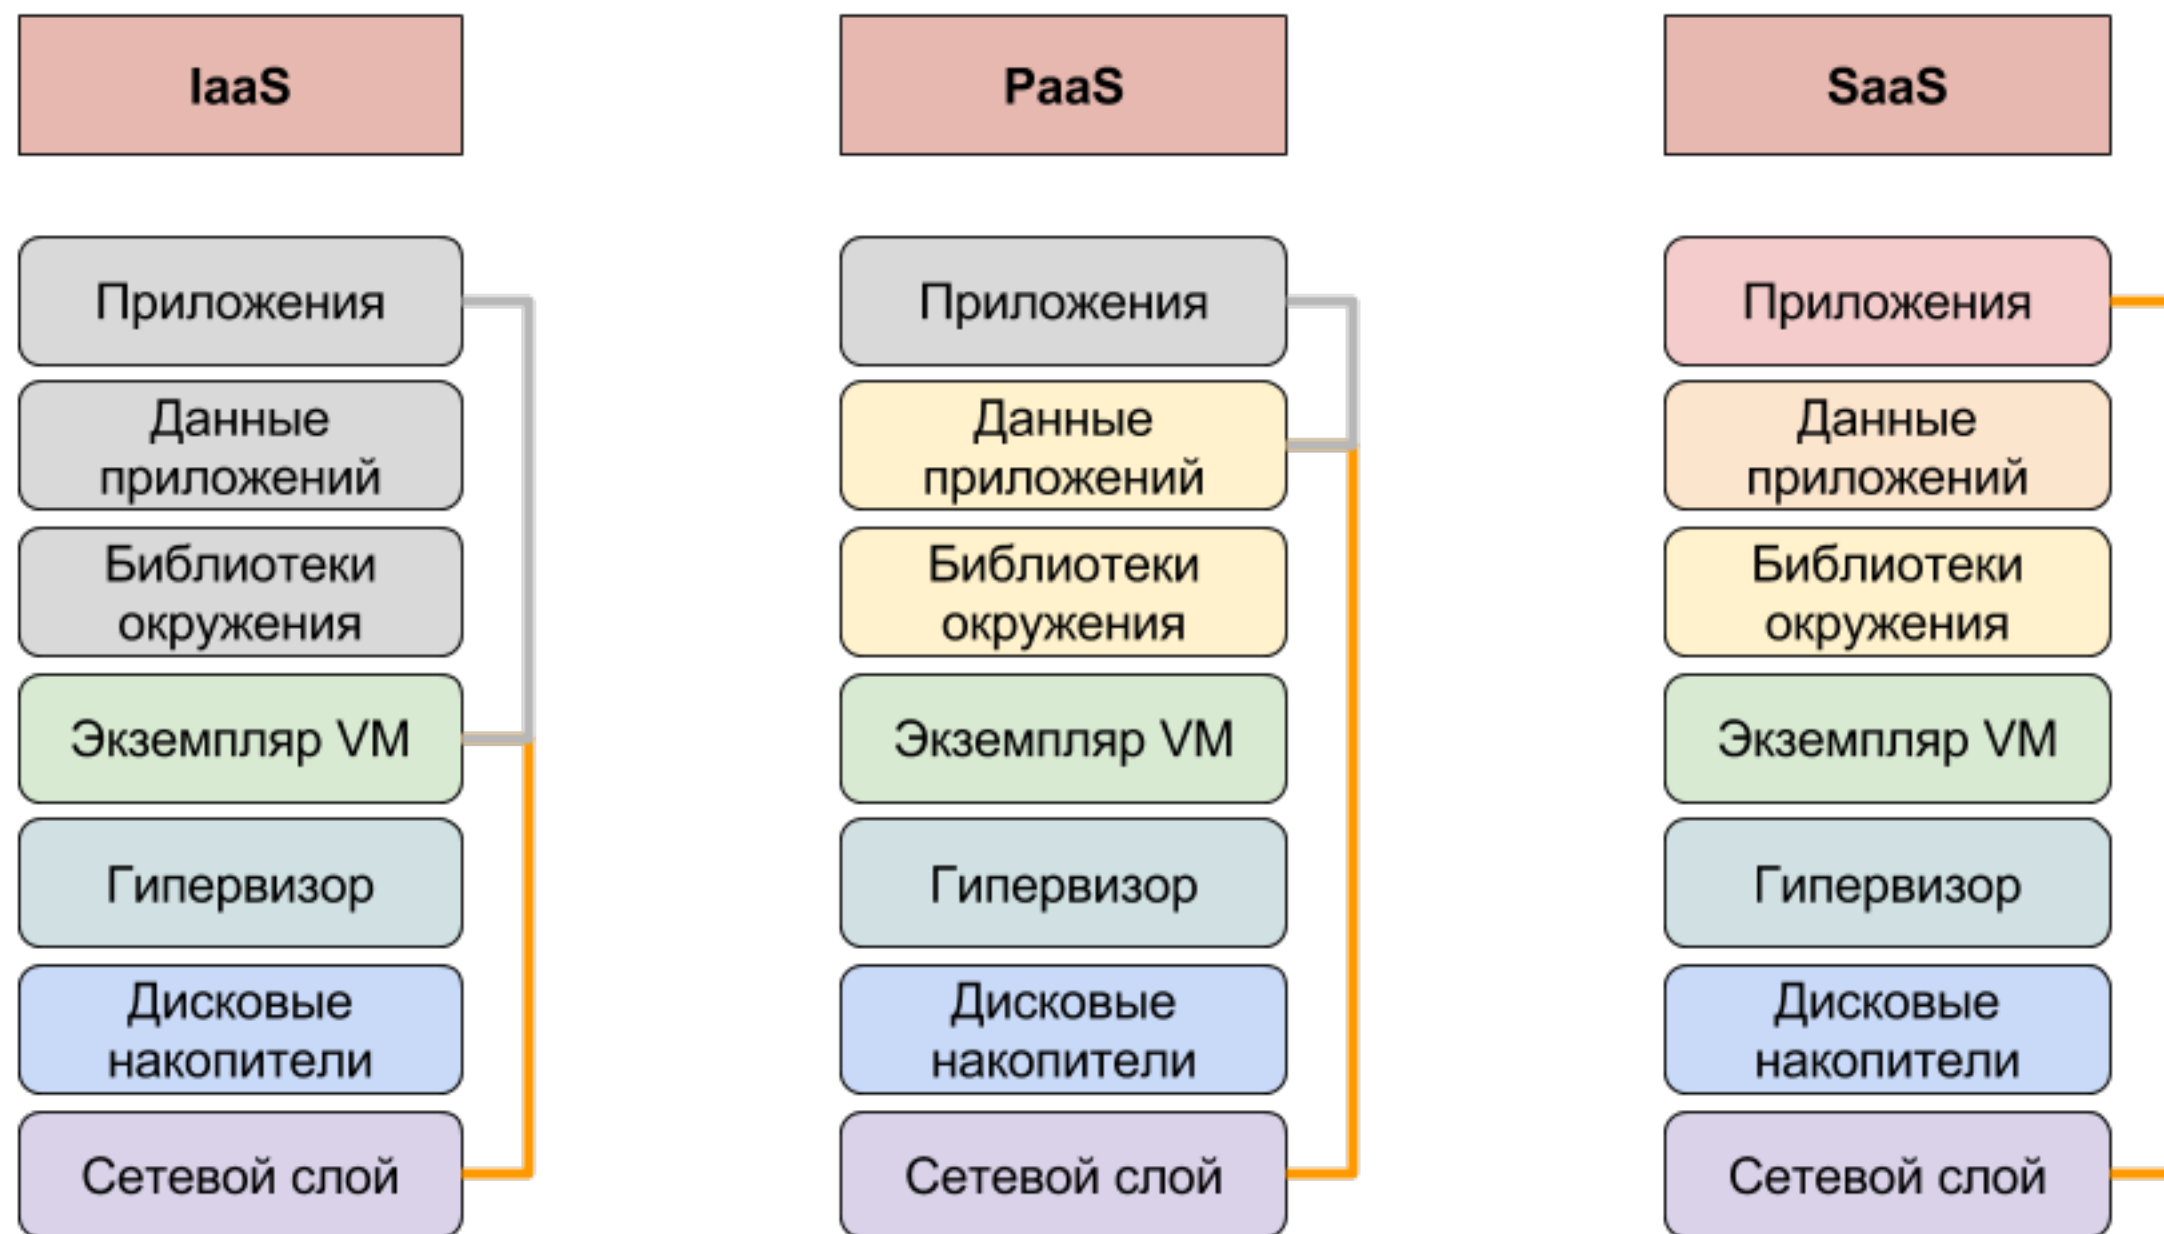 IaaS
PaaS
SaaS
Приложения
Приложения
Приложения
Данные
приложений
Данные
приложений
Данные
приложений
Библиотеки
окружения
Библиотеки
окружения
Библиотеки
окружения
Экземпляр VM
Экземпляр VM
Экземпляр VM
Гипервизор
Гипервизор
Гипервизор
Дисковые
накопители
Дисковые
накопители
Дисковые
накопители
Сетевой слой
Сетевой слой
Сетевой слой